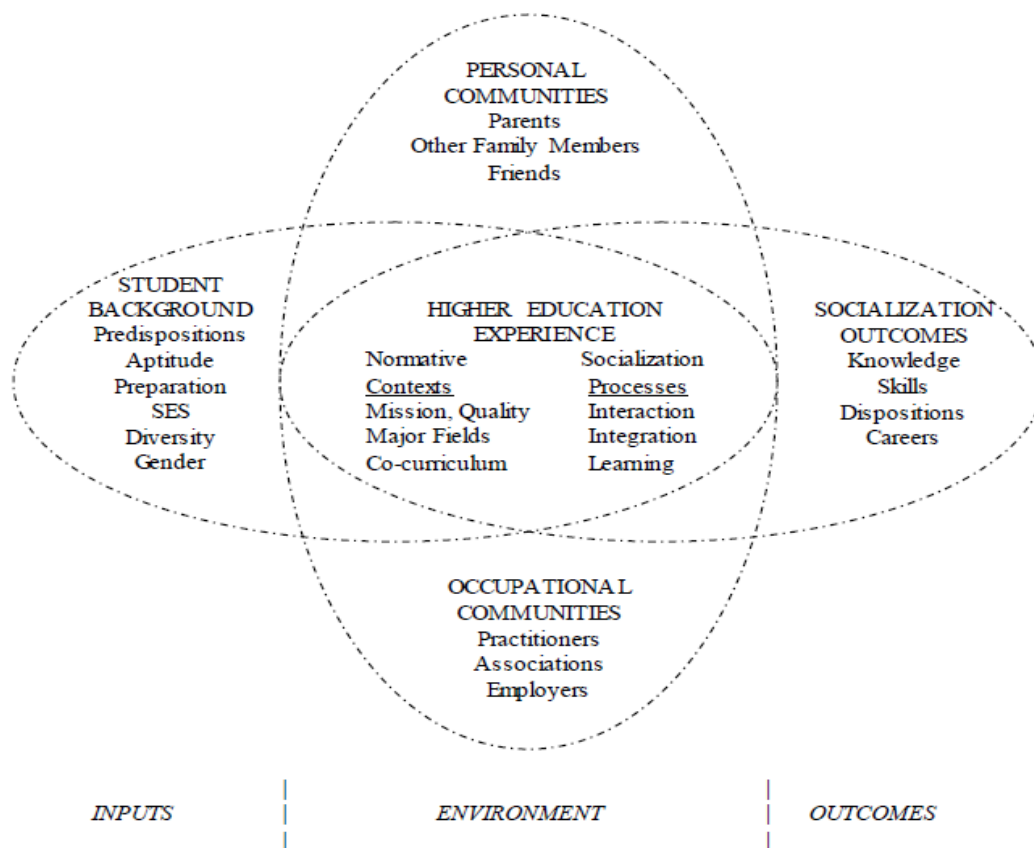 PERSONAL
COMMUNITIES
Parents
Other Family Members
Friends
STUDENT
BACKGROUND
Predispositions
Aptitude
Preparation
SES
Diversity
Gender
HIGHER EDUCATION
EXPERIENCE
Normative
Contexts
Mission, Quality
Major Fields
Co-curriculum
Socialization
Processes
Interaction
Integration
Learning
SOCIALIZATION
OUTCOMES
Knowledge
Skills
Dispositions
Careers
OCCUPATIONAL
COMMUNITIES
Practitioners
Associations
Employers
INPUTS
ENVIRONMENT
OUTCOMES